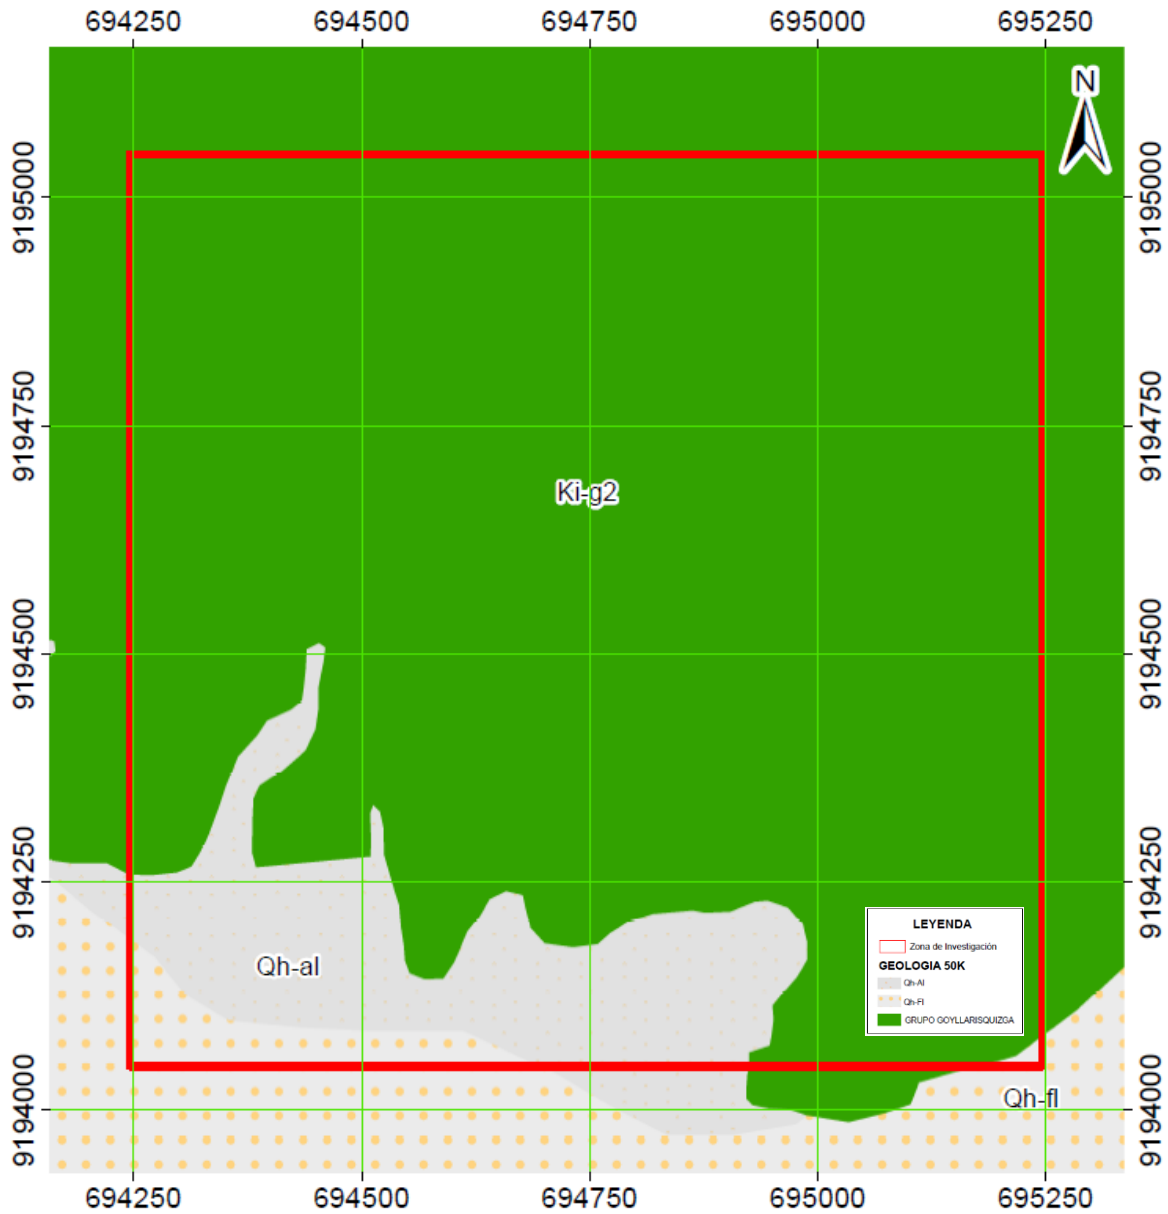 694250 694500 694750 695000 695250
N
9195000 9195000
9194750 9194750
Ki-g2
9194500 9194500
9194250 9194250
LEYENDA
Zona de Investigación
GEOLOGIA 50K
Qh-Al
Qh-Fl
GRUPO GOYLLARISQUIZGA
Qh-al
9194000 9194000
Qh-fl
694250 694500 694750 695000 695250